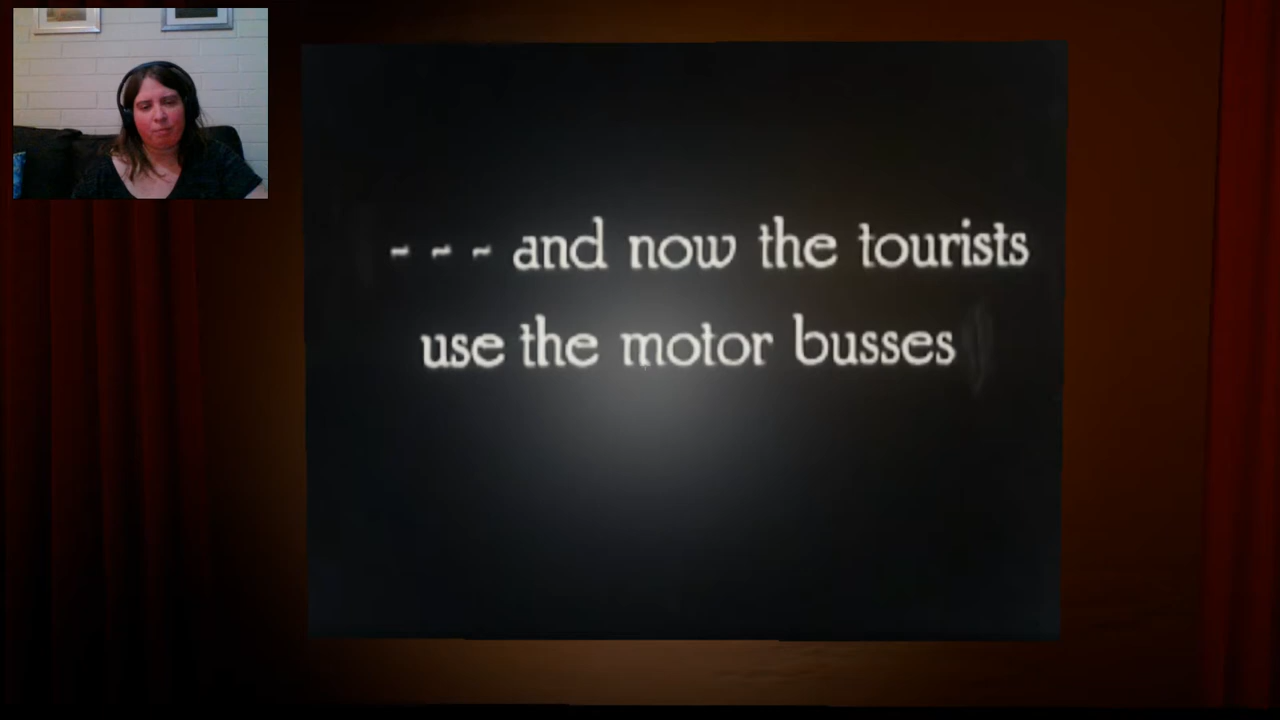 - - - and now the tourists
use the motor busses